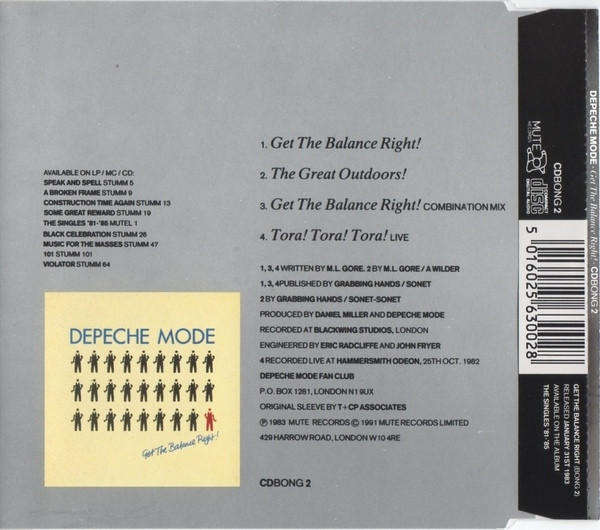 AVAILABLE ON LP / MC / CD:
SPEAK AND SPELL STUMM 5
A BROKEN FRAME STUMM 9
CONSTRUCTION TIME AGAIN STUMM 13
SOME GREAT REWARD STUMM 19
THE SINGLES '81-'85 MUTEL 1
BLACK CELEBRATION STUMM 26
MUSIC FOR THE MASSES STUMM 47
101 STUMM 101
VIOLATOR STUMM 64
DEPECHE MODE
Get The Balance Right!
1. Get The Balance Right!
2. The Great Outdoors!
3. Get The Balance Right! COMBINATION MIX
4. Tora! Tora! Tora! LIVE
1, 3, 4 WRITTEN BY M.L. GORE. 2 BY M.L. GORE / A WILDER
1, 3, 4 PUBLISHED BY GRABBING HANDS / SONET
2 BY GRABBING HANDS / SONET-SONET
PRODUCED BY DANIEL MILLER AND DEPECHE MODE
RECORDED AT BLACKWING STUDIOS, LONDON
ENGINEERED BY ERIC RADCLIFFE AND JOHN FRYER
4 RECORDED LIVE AT HAMMERSMITH ODEON, 25TH OCT. 1982
DEPECHE MODE FAN CLUB
P.O. BOX 1281, LONDON N1 9UX
ORIGINAL SLEEVE BY T+CP ASSOCIATES
℗ 1983 MUTE RECORDS © 1991 MUTE RECORDS LIMITED
429 HARROW ROAD, LONDON W10 4RE
CDBONG 2
MUTE
RECORDS
COMPACT
disc
DIGITAL AUDIO
CDBONG 2
5 016025 630028
DEPECHE MODE - Get The Balance Right! CDBONG 2
GET THE BALANCE RIGHT (BONG 2)
RELEASED JANUARY 31ST 1983
AVAILABLE ON THE ALBUM
THE SINGLES '81-'85